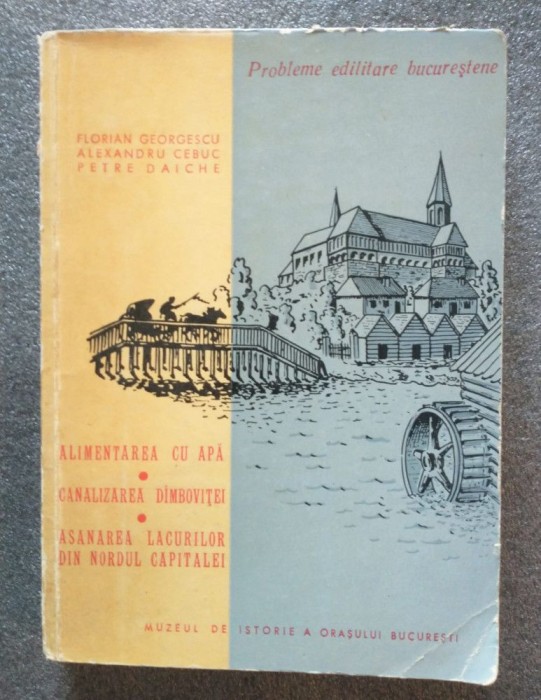 Probleme edilitare bucureștene
FLORIAN GEORGESCU
ALEXANDRU CEBUC
PETRE DAICHE
ALIMENTAREA CU APĂ
CANALIZAREA DÎMBOVIȚEI
ASANAREA LACURILOR
DIN NORDUL CAPITALEI
MUZEUL DE ISTORIE A ORAȘULUI BUCUREȘTI